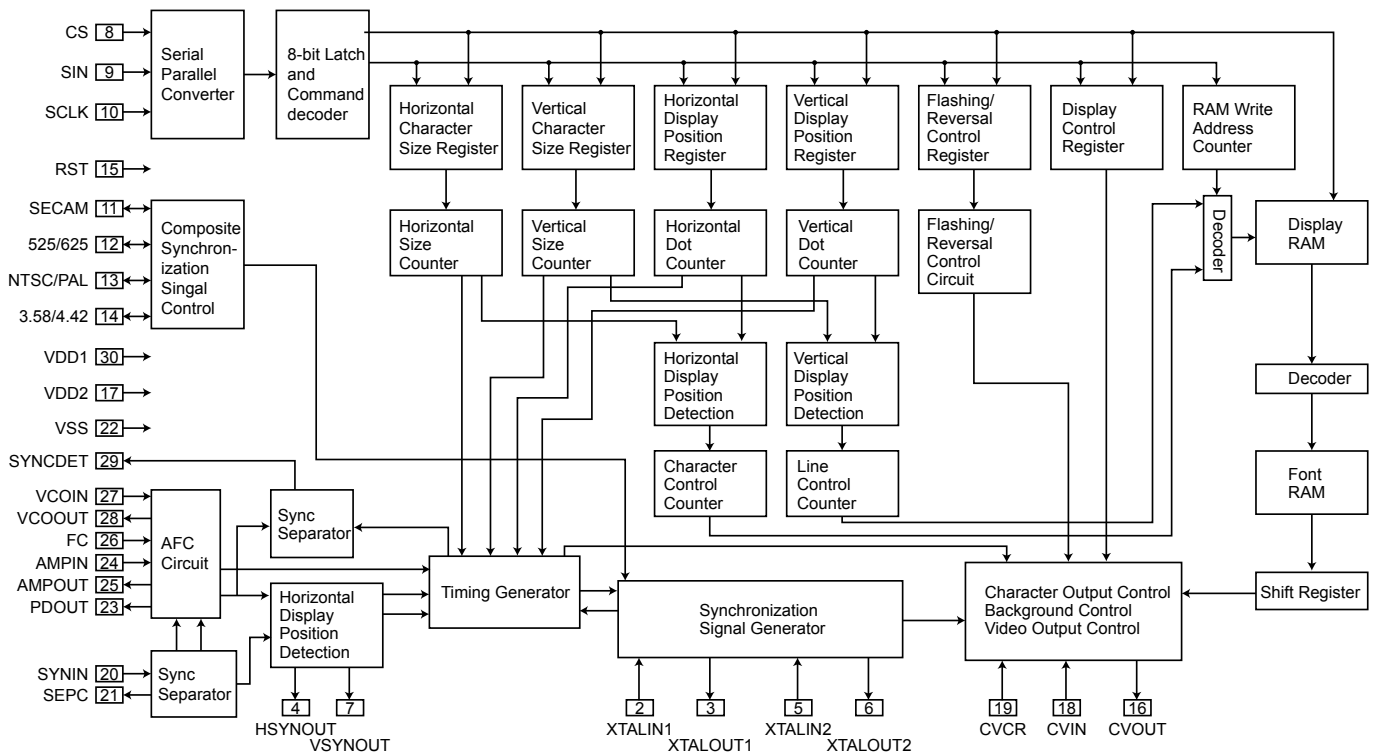 CS 8
SIN 9
SCLK 10
RST 15
SECAM 11
525/625 12
NTSC/PAL 13
3.58/4.42 14
VDD1 30
VDD2 17
VSS 22
SYNCDET 29
VCOIN 27
VCOOUT 28
FC 26
AMPIN 24
AMPOUT 25
PDOUT 23
SYNIN 20
SEPC 21
Serial
Parallel
Converter
8-bit Latch
and
Command
decoder
Horizontal
Character
Size Register
Vertical
Character
Size Register
Horizontal
Display
Position
Register
Vertical
Display
Position
Register
Flashing/
Reversal
Control
Register
Display
Control
Register
RAM Write
Address
Counter
Composite
Synchron-
ization
Singal
Control
Horizontal
Size
Counter
Vertical
Size
Counter
Horizontal
Dot
Counter
Vertical
Dot
Counter
Flashing/
Reversal
Control
Circuit
Decoder
Display
RAM
Horizontal
Display
Position
Detection
Vertical
Display
Position
Detection
Decoder
Character
Control
Counter
Line
Control
Counter
Font
RAM
AFC
Circuit
Sync
Separator
Timing Generator
Horizontal
Display
Position
Detection
Synchronization
Signal Generator
Character Output Control
Background Control
Video Output Control
Shift Register
Sync
Separator
4
HSYNOUT
7
VSYNOUT
2
XTALIN1
3
XTALOUT1
5
XTALIN2
6
XTALOUT2
19
CVCR
18
CVIN
16
CVOUT